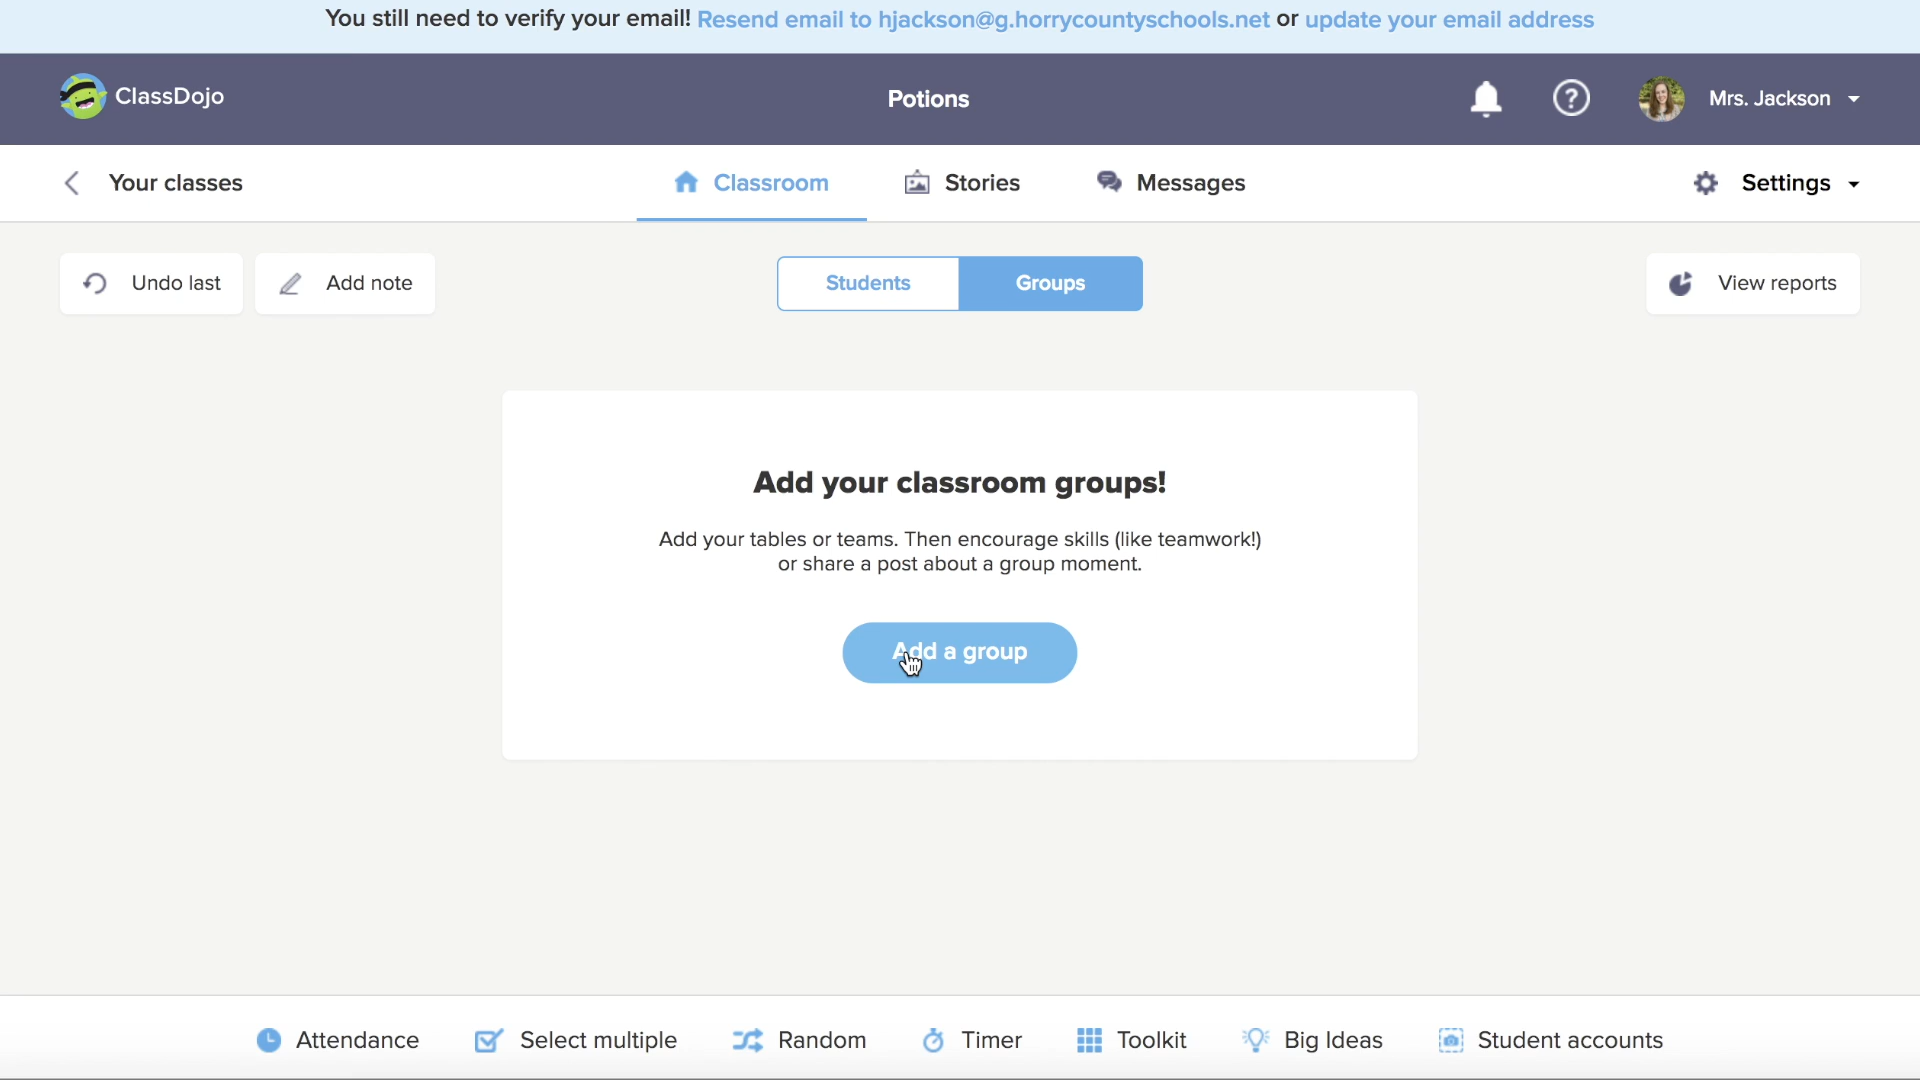 You still need to verify your email! Resend email to hjackson@g.horrycountyschools.net or update your email address
ClassDojo
Potions
Mrs. Jackson
Your classes
Classroom
Stories
Messages
Settings
Undo last
Add note
Students
Groups
View reports
Add your classroom groups!
Add your tables or teams. Then encourage skills (like teamwork!)
or share a post about a group moment.
Add a group
Attendance
Select multiple
Random
Timer
Toolkit
Big Ideas
Student accounts